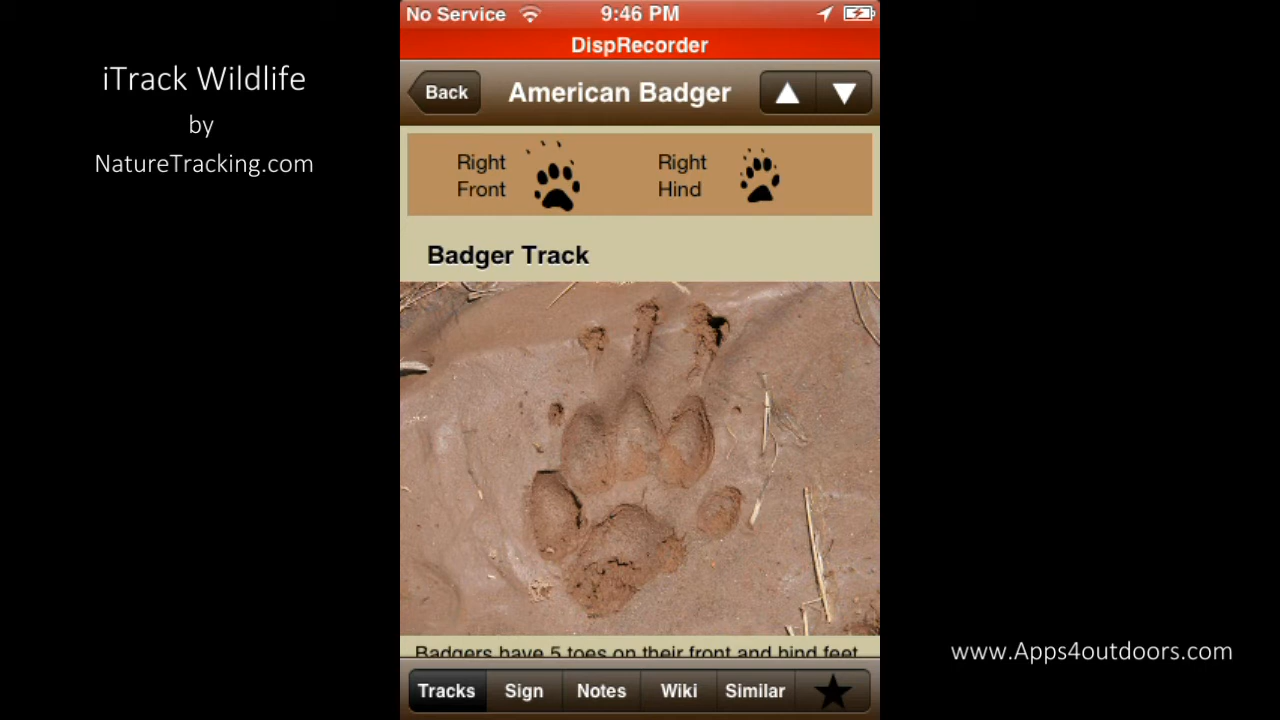 iTrack Wildlife
by
NatureTracking.com
No Service 9:46 PM
DispRecorder
Back American Badger
Right Front
Right Hind
Badger Track
Badgers have 5 toes on their front and hind feet
Tracks Sign Notes Wiki Similar
www.Apps4outdoors.com